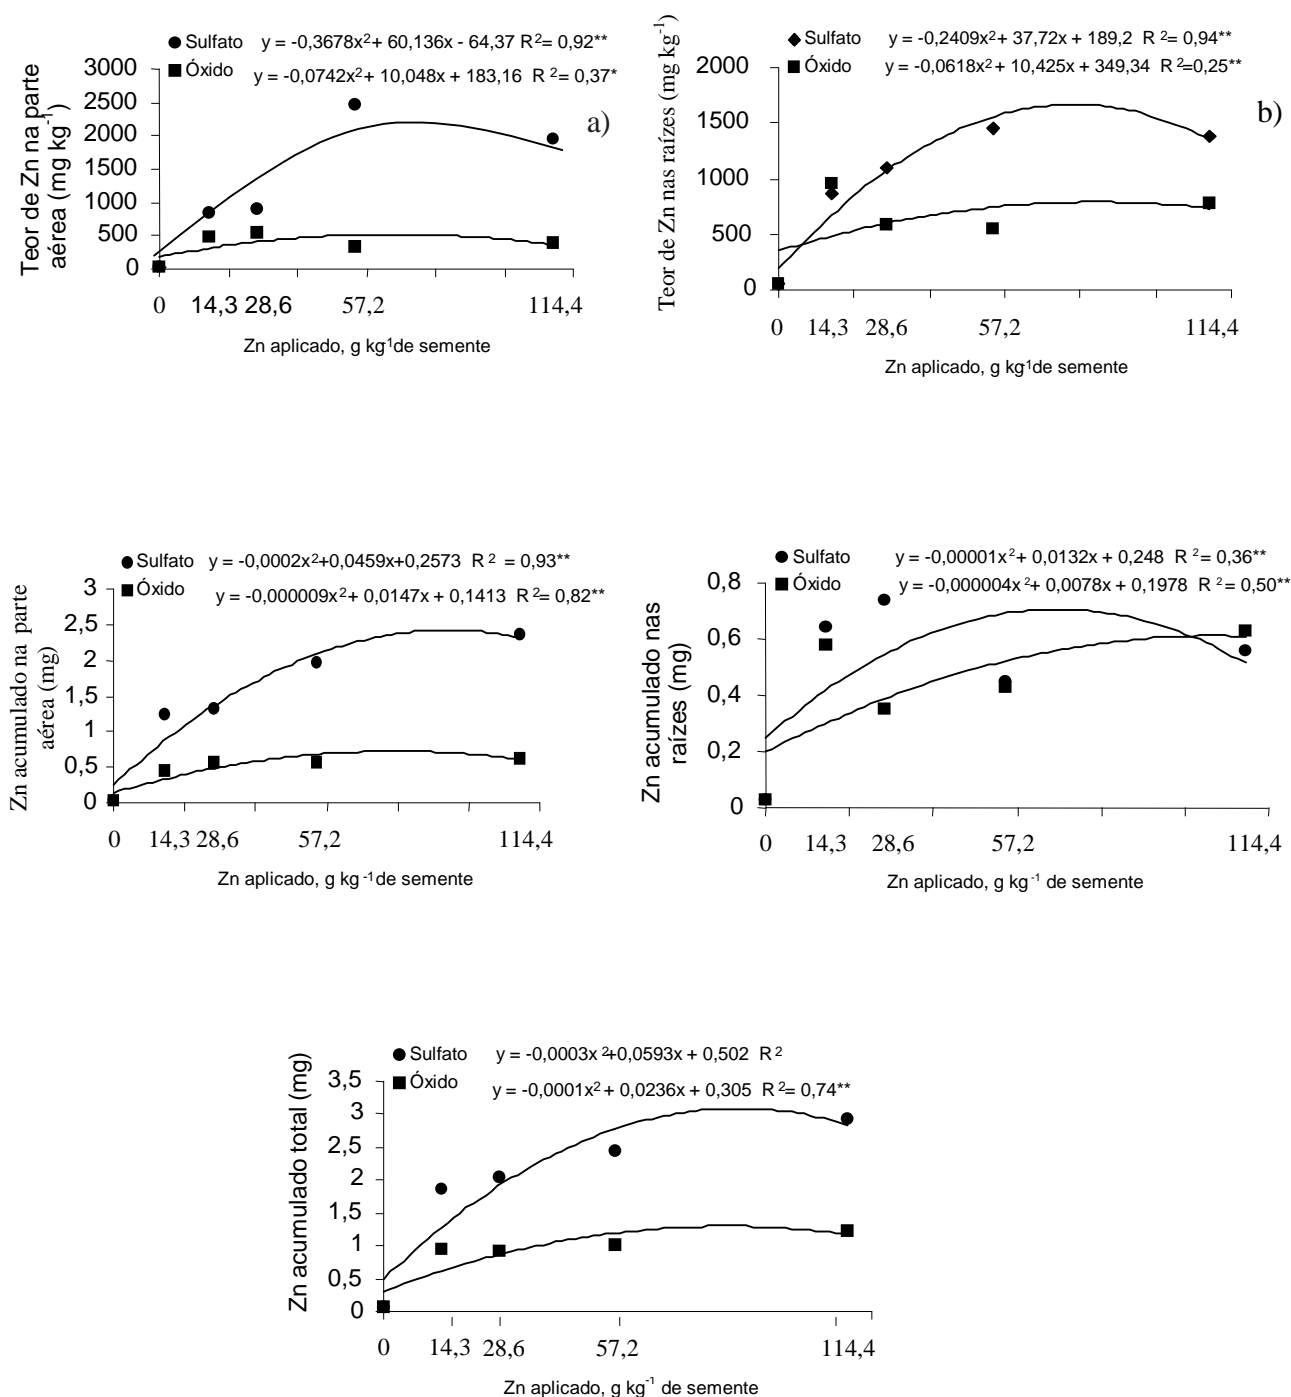 Sulfato y = -0,3678x²+ 60,136x - 64,37 R²= 0,92**
Óxido y = -0,0742x²+ 10,048x + 183,16 R²= 0,37*
a)
Teor de Zn na parte
aérea (mg kg⁻¹)
3000
2500
2000
1500
1000
500
0
0 14,3 28,6 57,2 114,4
Zn aplicado, g kg¹de semente
Sulfato y = -0,2409x²+ 37,72x + 189,2 R²= 0,94**
Óxido y = -0,0618x²+ 10,425x + 349,34 R²=0,25**
b)
Teor de Zn nas raízes (mg kg⁻¹)
2000
1500
1000
500
0
0 14,3 28,6 57,2 114,4
Zn aplicado, g kg⁻¹de semente
Sulfato y = -0,0002x²+0,0459x+0,2573 R² = 0,93**
Óxido y = -0,000009x²+ 0,0147x + 0,1413 R²= 0,82**
Zn acumulado na parte
aérea (mg)
3
2,5
2
1,5
1
0,5
0
0 14,3 28,6 57,2 114,4
Zn aplicado, g kg⁻¹ de semente
Sulfato y = -0,00001x²+ 0,0132x + 0,248 R²= 0,36**
Óxido y = -0,000004x²+ 0,0078x + 0,1978 R²= 0,50**
Zn acumulado nas
raízes (mg)
0,8
0,6
0,4
0,2
0
0 14,3 28,6 57,2 114,4
Zn aplicado, g kg⁻¹ de semente
Sulfato y = -0,0003x²+0,0593x + 0,502 R²
Óxido y = -0,0001x²+ 0,0236x + 0,305 R²= 0,74**
Zn acumulado total (mg)
3,5
3
2,5
2
1,5
1
0,5
0
0 14,3 28,6 57,2 114,4
Zn aplicado, g kg⁻¹ de semente